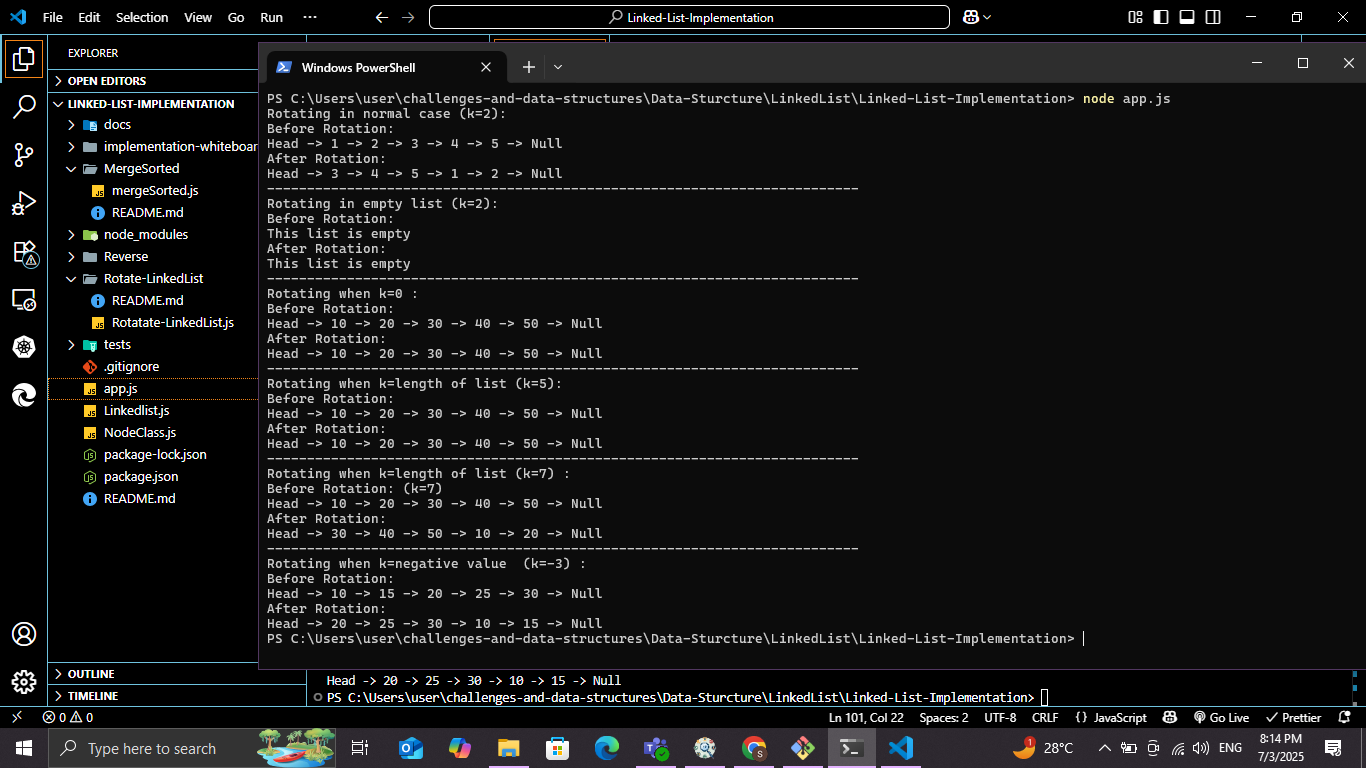 File Edit Selection View Go Run ··· Linked-List-Implementation
EXPLORER
OPEN EDITORS
LINKED-LIST-IMPLEMENTATION
docs
implementation-whiteboar
MergeSorted
mergeSorted.js
README.md
node_modules
Reverse
Rotate-LinkedList
README.md
Rotatate-LinkedList.js
tests
.gitignore
app.js
Linkedlist.js
NodeClass.js
package-lock.json
package.json
README.md
OUTLINE
TIMELINE
Windows PowerShell
PS C:\Users\user\challenges-and-data-structures\Data-Sturcture\LinkedList\Linked-List-Implementation> node app.js
Rotating in normal case (k=2):
Before Rotation:
Head -> 1 -> 2 -> 3 -> 4 -> 5 -> Null
After Rotation:
Head -> 3 -> 4 -> 5 -> 1 -> 2 -> Null
--------------------------------------------------------------------------
Rotating in empty list (k=2):
Before Rotation:
This list is empty
After Rotation:
This list is empty
--------------------------------------------------------------------------
Rotating when k=0 :
Before Rotation:
Head -> 10 -> 20 -> 30 -> 40 -> 50 -> Null
After Rotation:
Head -> 10 -> 20 -> 30 -> 40 -> 50 -> Null
--------------------------------------------------------------------------
Rotating when k=length of list (k=5):
Before Rotation:
Head -> 10 -> 20 -> 30 -> 40 -> 50 -> Null
After Rotation:
Head -> 10 -> 20 -> 30 -> 40 -> 50 -> Null
--------------------------------------------------------------------------
Rotating when k=length of list (k=7) :
Before Rotation: (k=7)
Head -> 10 -> 20 -> 30 -> 40 -> 50 -> Null
After Rotation:
Head -> 30 -> 40 -> 50 -> 10 -> 20 -> Null
--------------------------------------------------------------------------
Rotating when k=negative value  (k=-3) :
Before Rotation:
Head -> 10 -> 15 -> 20 -> 25 -> 30 -> Null
After Rotation:
Head -> 20 -> 25 -> 30 -> 10 -> 15 -> Null
PS C:\Users\user\challenges-and-data-structures\Data-Sturcture\LinkedList\Linked-List-Implementation>
Head -> 20 -> 25 -> 30 -> 10 -> 15 -> Null
PS C:\Users\user\challenges-and-data-structures\Data-Sturcture\LinkedList\Linked-List-Implementation>
0 0 Ln 101, Col 22 Spaces: 2 UTF-8 CRLF {} JavaScript Go Live Prettier
Type here to search 28°C ENG 8:14 PM
7/3/2025